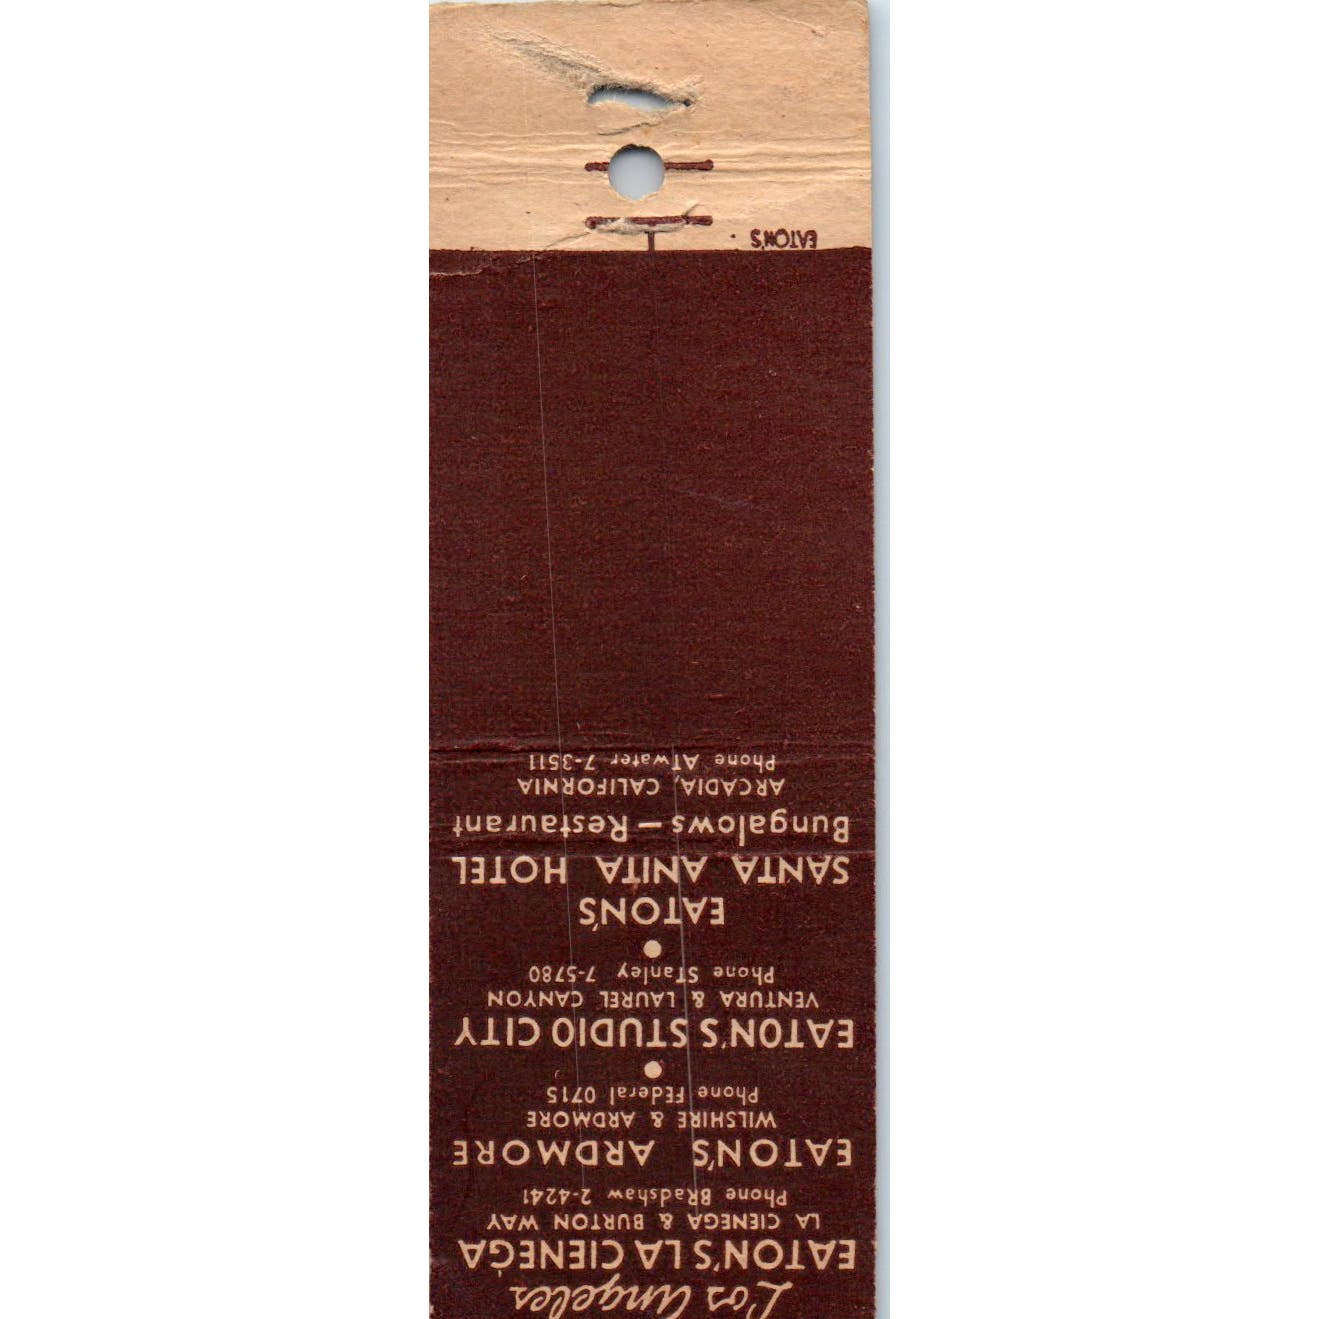 Los Angeles
EATON'S LA CIENEGA
LA CIENEGA & BURTON WAY
Phone BRadshaw 2-4241
EATON'S ARDMORE
WILSHIRE & ARDMORE
Phone FEderal 0715
•
EATON'S STUDIO CITY
VENTURA & LAUREL CANYON
Phone STanley 7-5780
•
EATON'S
SANTA ANITA HOTEL
Bungalows — Restaurant
ARCADIA, CALIFORNIA
Phone ATwater 7-3511
EATON'S